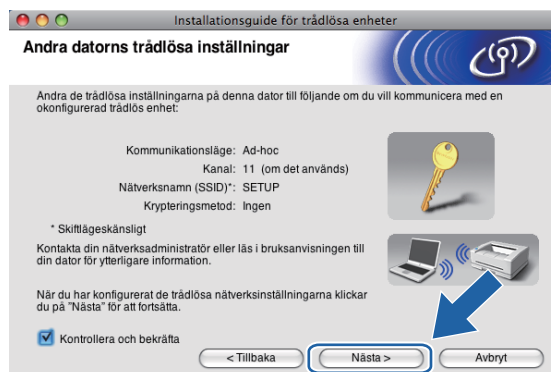 Installationsguide för trådlösa enheter
Andra datorns trådlösa inställningar
Andra de trådlösa inställningarna på denna dator till följande om du vill kommunicera med en
okonfigurerad trådlös enhet:
Kommunikationsläge: Ad-hoc
Kanal: 11 (om det används)
Nätverksnamn (SSID)*: SETUP
Krypteringsmetod: Ingen
* Skiftlägeskänsligt
Kontakta din nätverksadministratör eller läs i bruksanvisningen till
din dator för ytterligare information.
När du har konfigurerat de trådlösa nätverksinställningarna klickar
du på "Nästa" för att fortsätta.
Kontrollera och bekräfta
< Tillbaka
Nästa >
Avbryt